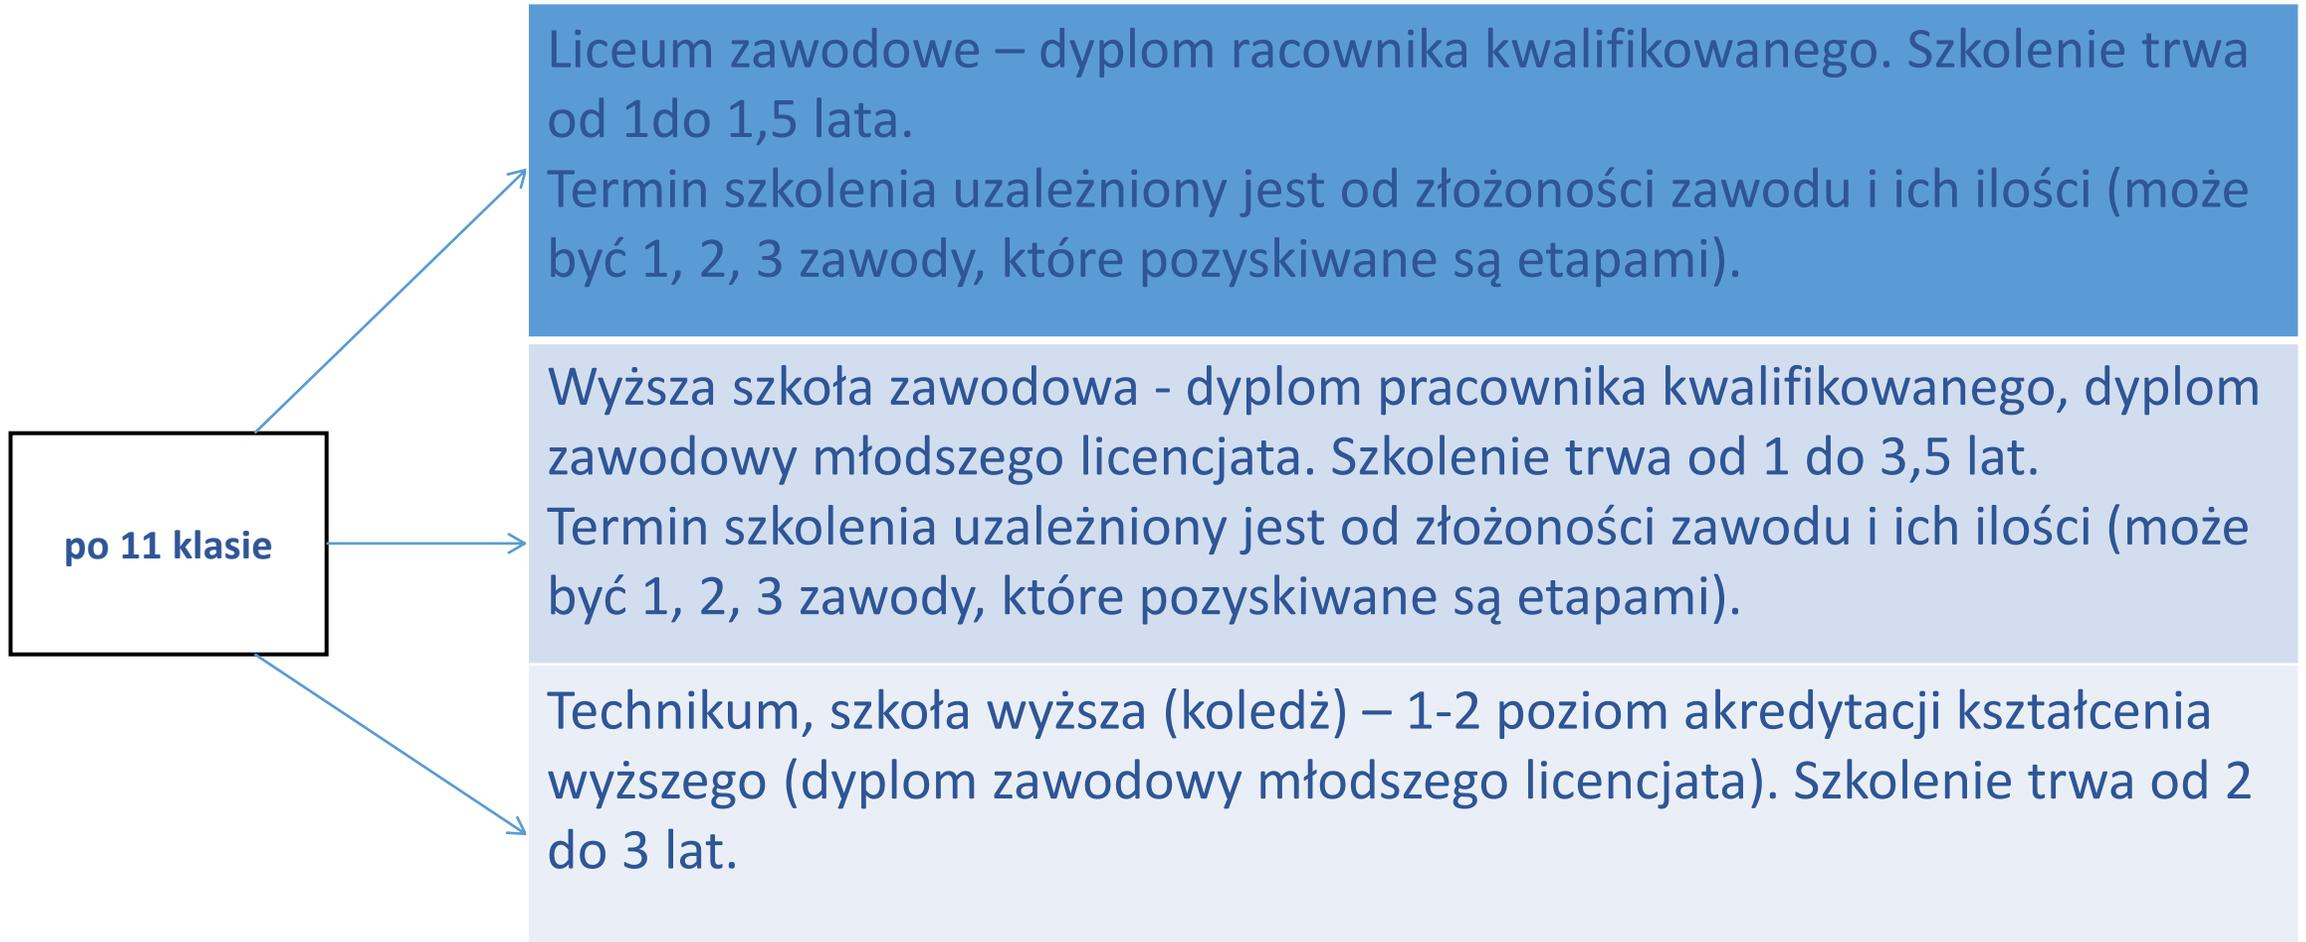 Liceum zawodowe – dyplom racownika kwalifikowanego. Szkolenie trwa
od 1do 1,5 lata.
Termin szkolenia uzależniony jest od złożoności zawodu i ich ilości (może
być 1, 2, 3 zawody, które pozyskiwane są etapami).
po 11 klasie
Wyższa szkoła zawodowa - dyplom pracownika kwalifikowanego, dyplom
zawodowy młodszego licencjata. Szkolenie trwa od 1 do 3,5 lat.
Termin szkolenia uzależniony jest od złożoności zawodu i ich ilości (może
być 1, 2, 3 zawody, które pozyskiwane są etapami).
Technikum, szkoła wyższa (koledż) – 1-2 poziom akredytacji kształcenia
wyższego (dyplom zawodowy młodszego licencjata). Szkolenie trwa od 2
do 3 lat.